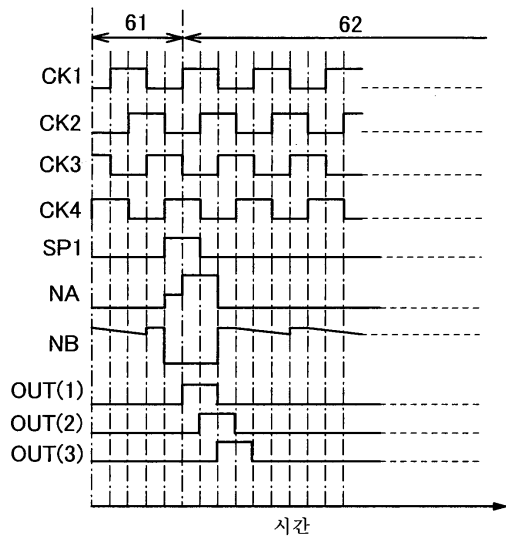 61 62
CK1
CK2
CK3
CK4
SP1
NA
NB
OUT(1)
OUT(2)
OUT(3)
시간